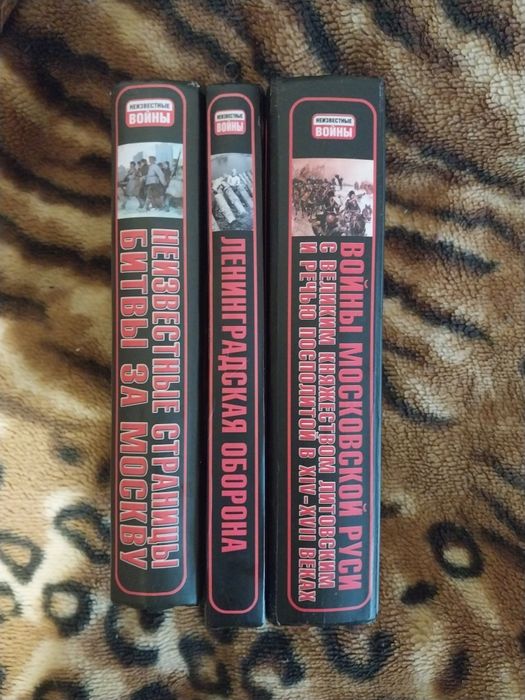 НЕИЗВЕСТНЫЕ
ВОЙНЫ
НЕИЗВЕСТНЫЕ СТРАНИЦЫ
БИТВЫ ЗА МОСКВУ
НЕИЗВЕСТНЫЕ
ВОЙНЫ
ЛЕНИНГРАДСКАЯ ОБОРОНА
НЕИЗВЕСТНЫЕ
ВОЙНЫ
ВОЙНЫ МОСКОВСКОЙ РУСИ
С ВЕЛИКИМ КНЯЖЕСТВОМ ЛИТОВСКИМ
И РЕЧЬЮ ПОСПОЛИТОЙ В XIV-XVII ВЕКАХ